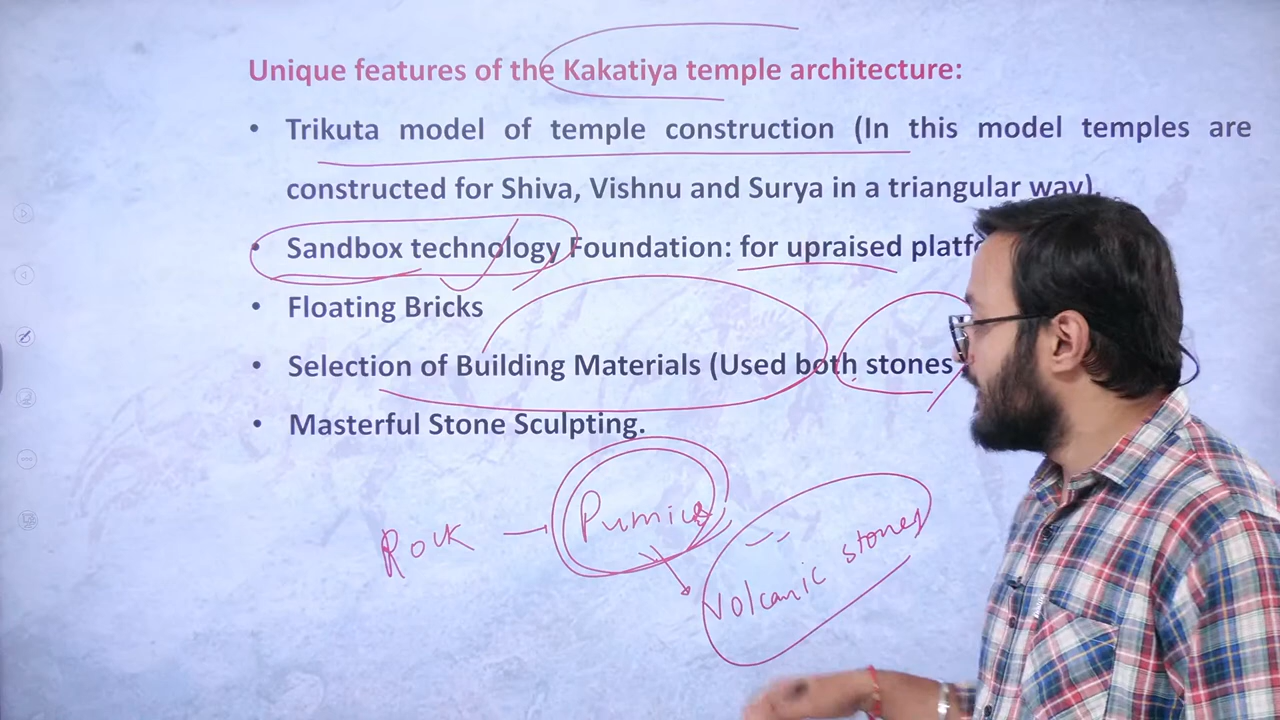 Unique features of the Kakatiya temple architecture:
• Trikuta model of temple construction (In this model temples are
constructed for Shiva, Vishnu and Surya in a triangular way).
• Sandbox technology Foundation: for upraised platfo
• Floating Bricks
• Selection of Building Materials (Used both stones
• Masterful Stone Sculpting.
Rock — Pumice
Volcanic stones